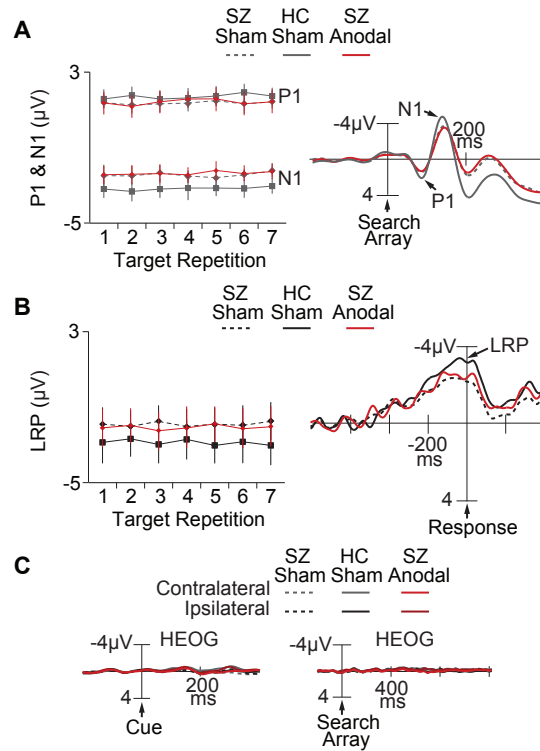 A
SZ HC SZ
Sham Sham Anodal
3
P1 & N1 (μV)
-5
P1
N1
1 2 3 4 5 6 7
Target Repetition
N1
-4μV
200
ms
4
P1
Search
Array
B
SZ HC SZ
Sham Sham Anodal
3
LRP (μV)
-5
1 2 3 4 5 6 7
Target Repetition
-4μV
LRP
-200
ms
4
Response
C
SZ HC SZ
Sham Sham Anodal
Contralateral
Ipsilateral
-4μV HEOG
200
ms
4
Cue
-4μV HEOG
400
ms
4
Search
Array